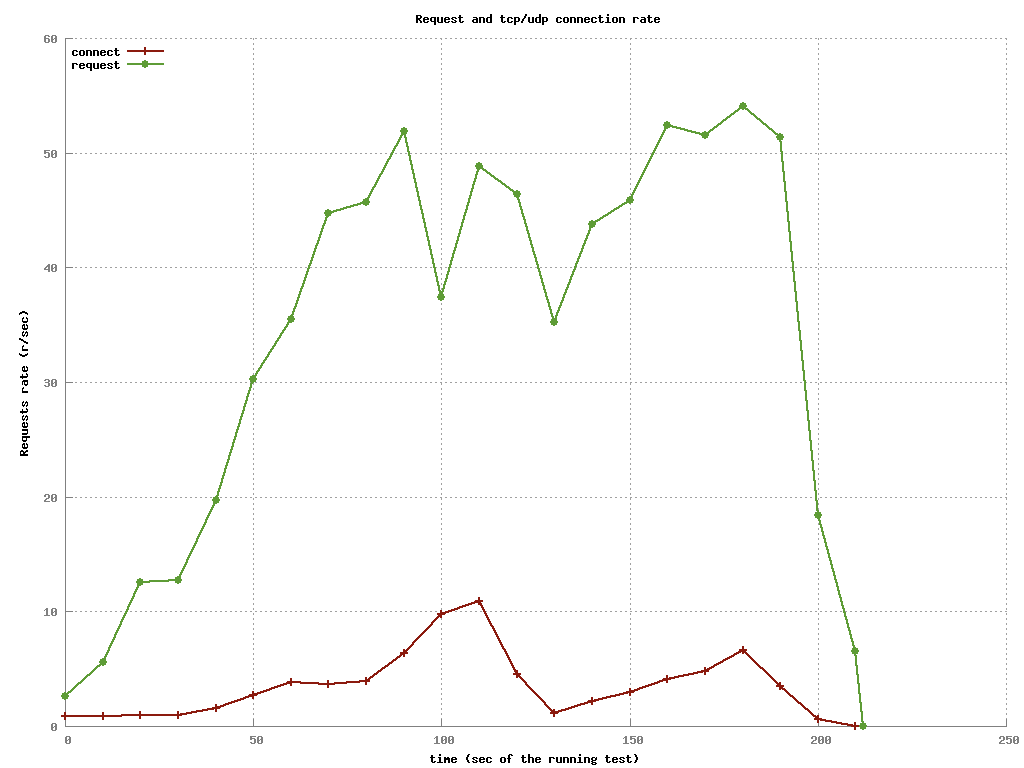 Request and tcp/udp connection rate
60
connect
request
50
40
30
20
10
0
Requests rate (r/sec)
0 50 100 150 200 250
time (sec of the running test)